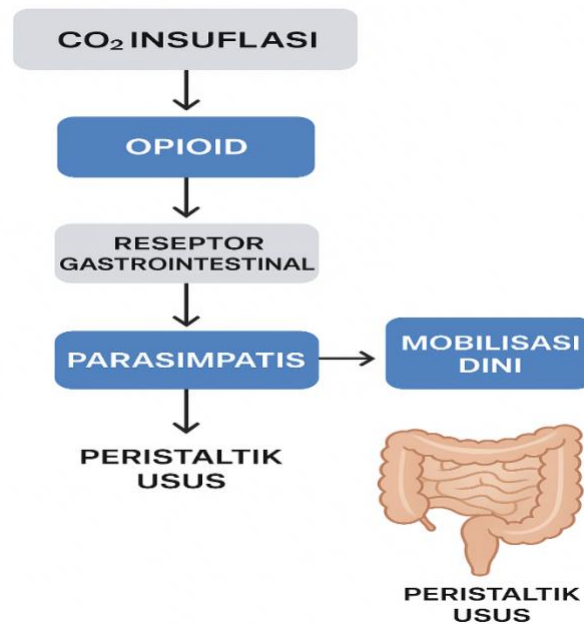 CO₂ INSUFLASI
OPIOID
RESEPTOR
GASTROINTESTINAL
PARASIMPATIS
MOBILISASI
DINI
PERISTALTIK
USUS
PERISTALTIK
USUS